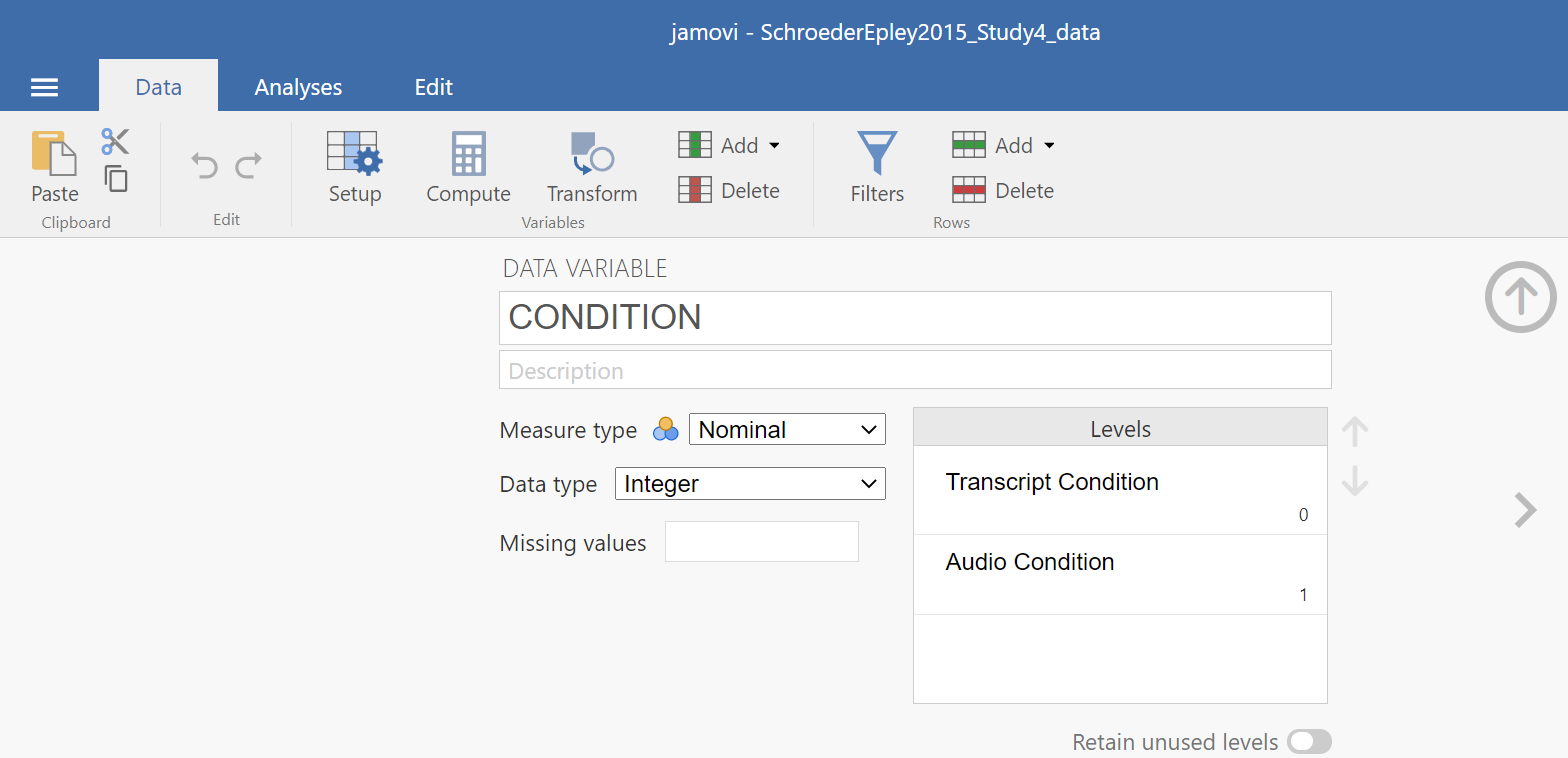 jamovi - SchroederEpley2015_Study4_data
Data Analyses Edit
Paste
Clipboard
Edit
Setup Compute Transform
Add
Delete
Variables
Filters
Add
Delete
Rows
DATA VARIABLE
CONDITION
Description
Measure type Nominal
Data type Integer
Missing values
Levels
Transcript Condition
0
Audio Condition
1
Retain unused levels